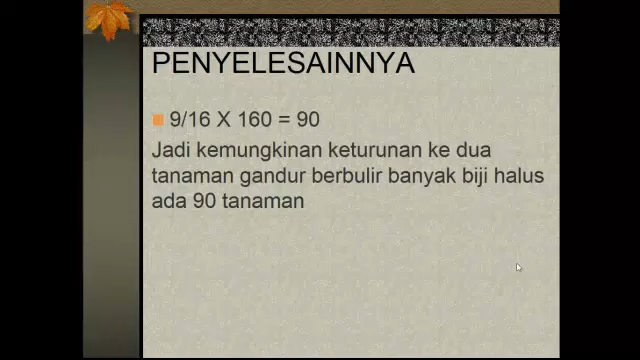 PENYELESAINNYA
9/16 X 160 = 90
Jadi kemungkinan keturunan ke dua
tanaman gandur berbulir banyak biji halus
ada 90 tanaman